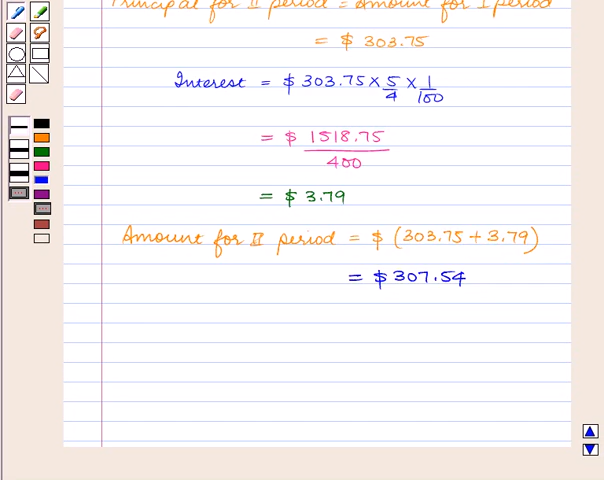 Principal for II period = Amount for I period
= $ 303.75
Interest = $ 303.75 × 5/4 × 1/100
= $ 1518.75/400
= $ 3.79
Amount for II period = $ (303.75 + 3.79)
= $ 307.54